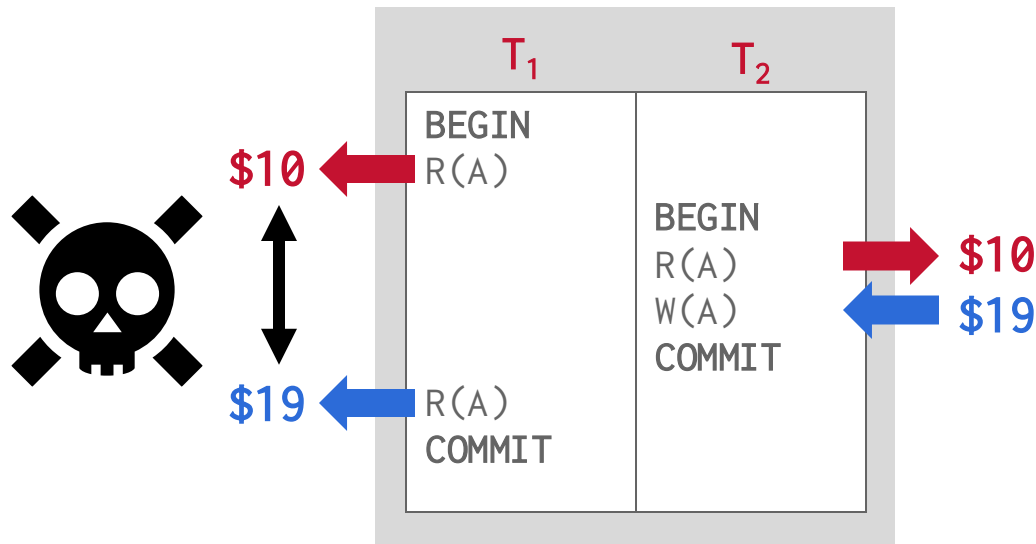 T1 T2
BEGIN
$10 R(A)
BEGIN
R(A) $10
W(A) $19
COMMIT
$19 R(A)
COMMIT